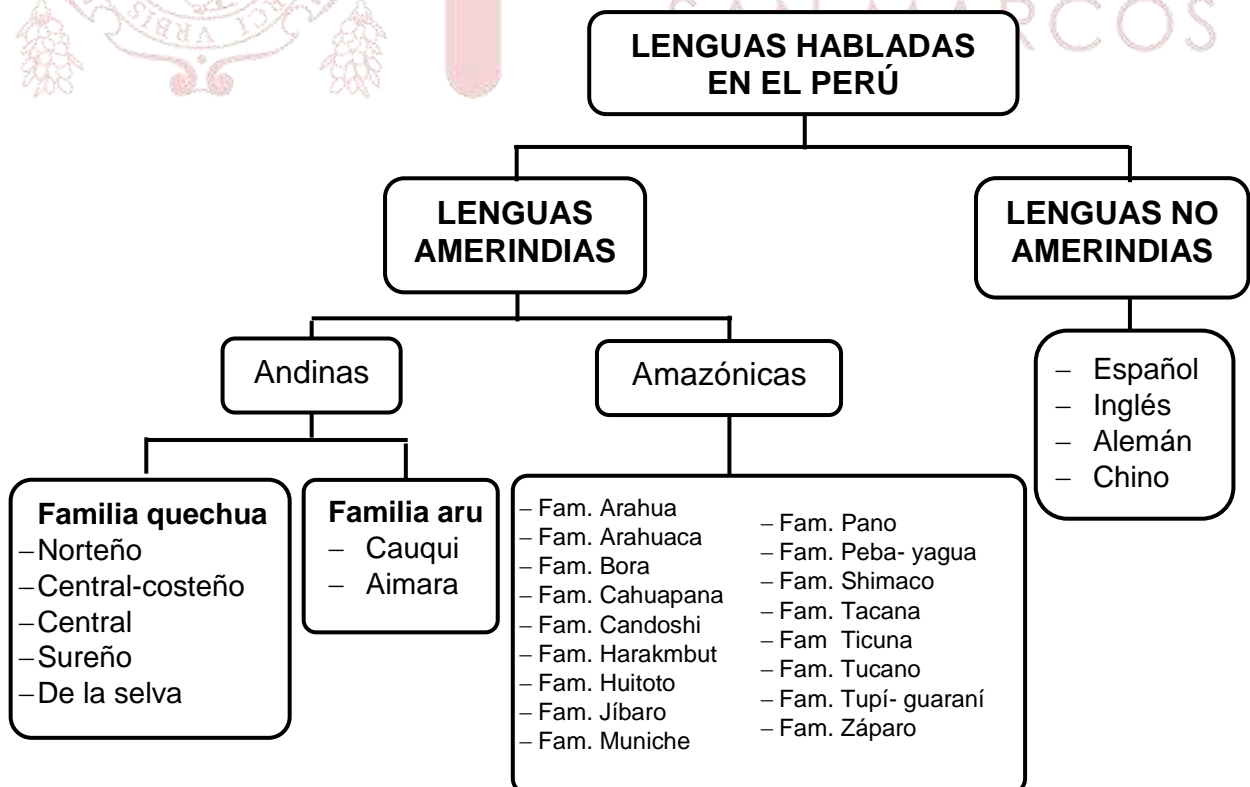 SAN MARCOS
LENGUAS HABLADAS
EN EL PERÚ
LENGUAS
AMERINDIAS
LENGUAS NO
AMERINDIAS
Andinas
Amazónicas
– Español
– Inglés
– Alemán
– Chino
Familia quechua
–Norteño
–Central-costeño
–Central
–Sureño
–De la selva
Familia aru
– Cauqui
– Aimara
– Fam. Arahua
– Fam. Arahuaca
– Fam. Bora
– Fam. Cahuapana
– Fam. Candoshi
– Fam. Harakmbut
– Fam. Huitoto
– Fam. Jíbaro
– Fam. Muniche
– Fam. Pano
– Fam. Peba- yagua
– Fam. Shimaco
– Fam. Tacana
– Fam Ticuna
– Fam. Tucano
– Fam. Tupí- guaraní
– Fam. Záparo